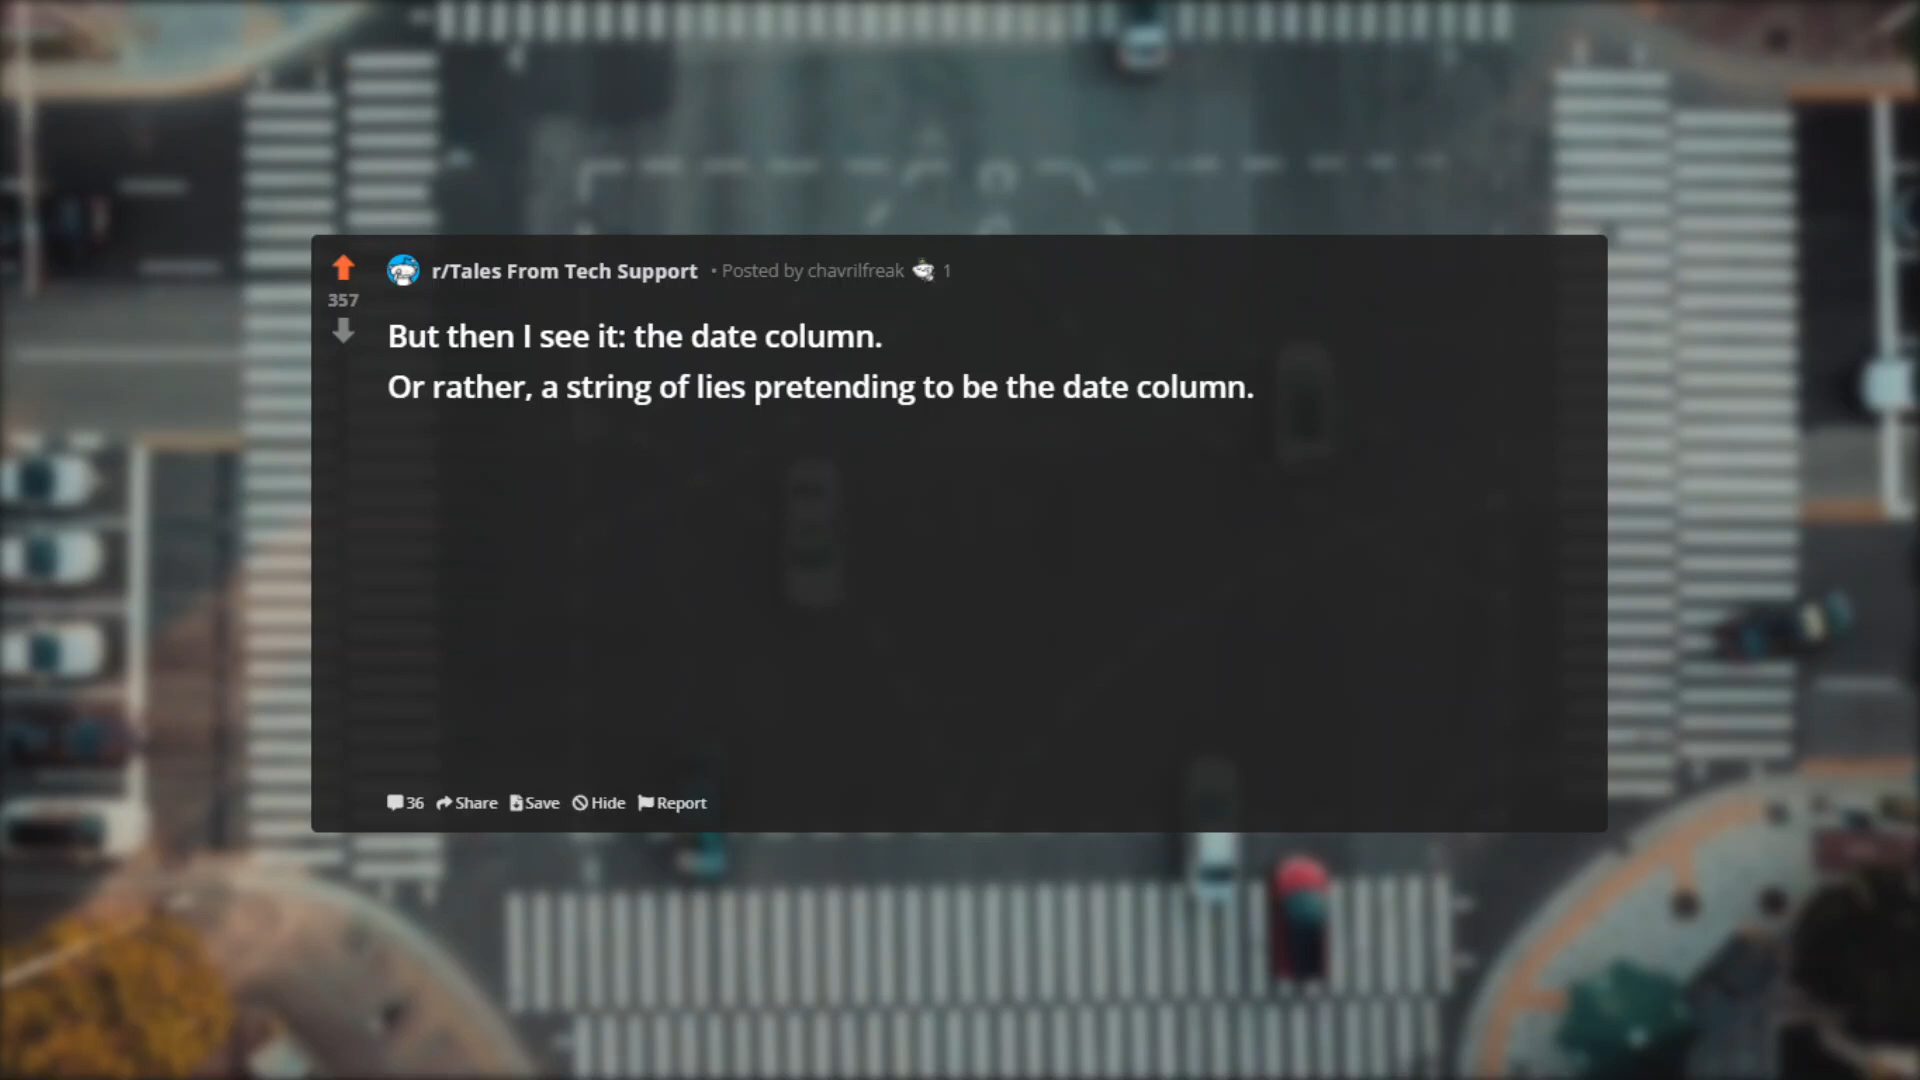 r/Tales From Tech Support • Posted by chavrilfreak 1
357
But then I see it: the date column.
Or rather, a string of lies pretending to be the date column.
36 Share Save Hide Report